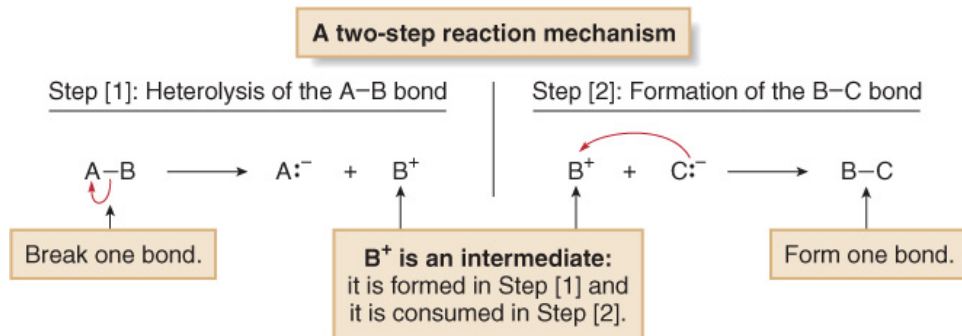 A two-step reaction mechanism
Step [1]: Heterolysis of the A–B bond
Step [2]: Formation of the B–C bond
A–B → A:⁻ + B⁺
B⁺ + C:⁻ → B–C
Break one bond.
B⁺ is an intermediate:
it is formed in Step [1] and
it is consumed in Step [2].
Form one bond.